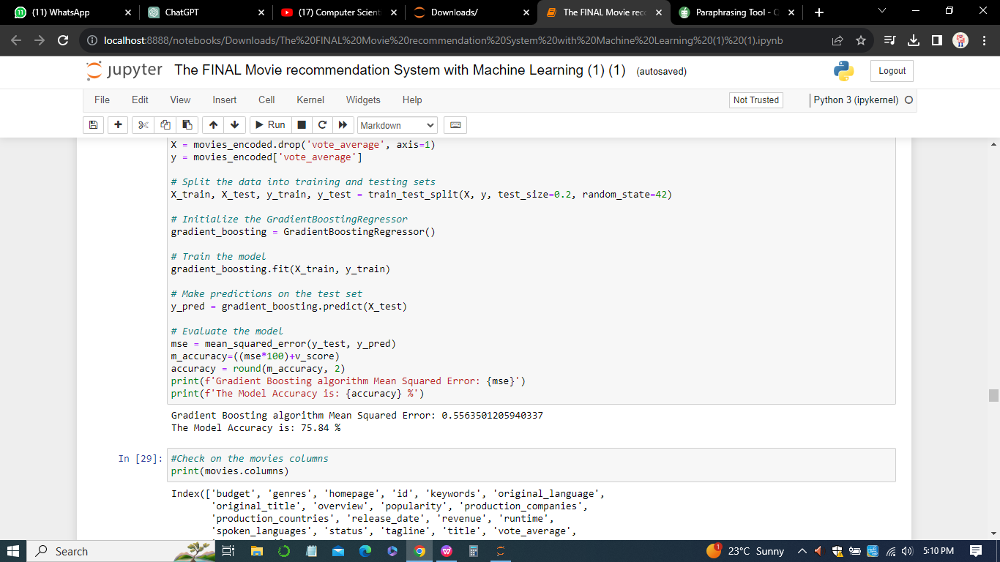 (11) WhatsApp
ChatGPT
(17) Computer Scient
Downloads/
The FINAL Movie rec
Paraphrasing Tool -
localhost:8888/notebooks/Downloads/The%20FINAL%20Movie%20recommendation%20System%20with%20Machine%20Learning%20(1)%20(1).ipynb
jupyter The FINAL Movie recommendation System with Machine Learning (1) (1) (autosaved)
Logout
File Edit View Insert Cell Kernel Widgets Help
Not Trusted
Python 3 (ipykernel)
Run
Markdown
X = movies_encoded.drop('vote_average', axis=1)
y = movies_encoded['vote_average']
# Split the data into training and testing sets
X_train, X_test, y_train, y_test = train_test_split(X, y, test_size=0.2, random_state=42)
# Initialize the GradientBoostingRegressor
gradient_boosting = GradientBoostingRegressor()
# Train the model
gradient_boosting.fit(X_train, y_train)
# Make predictions on the test set
y_pred = gradient_boosting.predict(X_test)
# Evaluate the model
mse = mean_squared_error(y_test, y_pred)
m_accuracy=((mse*100)+v_score)
accuracy = round(m_accuracy, 2)
print(f'Gradient Boosting algorithm Mean Squared Error: {mse}')
print(f'The Model Accuracy is: {accuracy} %')
Gradient Boosting algorithm Mean Squared Error: 0.5563501205940337
The Model Accuracy is: 75.84 %
In [29]:
#Check on the movies columns
print(movies.columns)
Index(['budget', 'genres', 'homepage', 'id', 'keywords', 'original_language',
'original_title', 'overview', 'popularity', 'production_companies',
'production_countries', 'release_date', 'revenue', 'runtime',
'spoken_languages', 'status', 'tagline', 'title', 'vote_average',
Search
23°C Sunny
5:10 PM